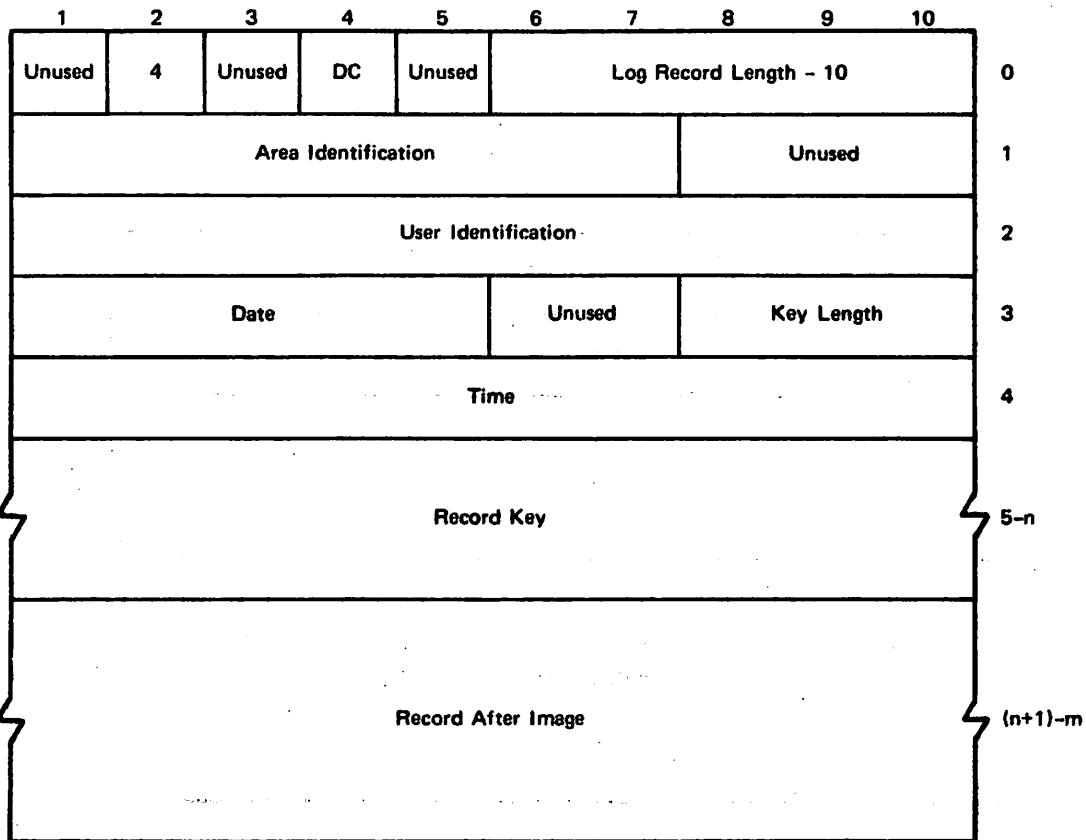 1 2 3 4 5 6 7 8 9 10
Unused 4 Unused DC Unused Log Record Length - 10 0
Area Identification Unused 1
User Identification 2
Date Unused Key Length 3
Time 4
Record Key 5-n
Record After Image (n+1)-m